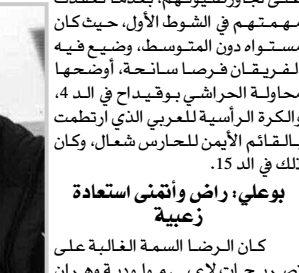 مهمتهم في الشوط الأول، حيث كان
مستواه دون المتوسط، وضيع فيه
الفريقان فرصا سانحة، أوضحها
محاولة الحراشي بوقيداح في الد 4،
والكرة الرأسية للعربي الذي ارتطمت
بالقائم الأيمن للحارس شعال، وكان
ذلك في الد 15.
بوعلي: راض وأتمنى استعادة
زعبية
كان الرضا السمة الغالبة على